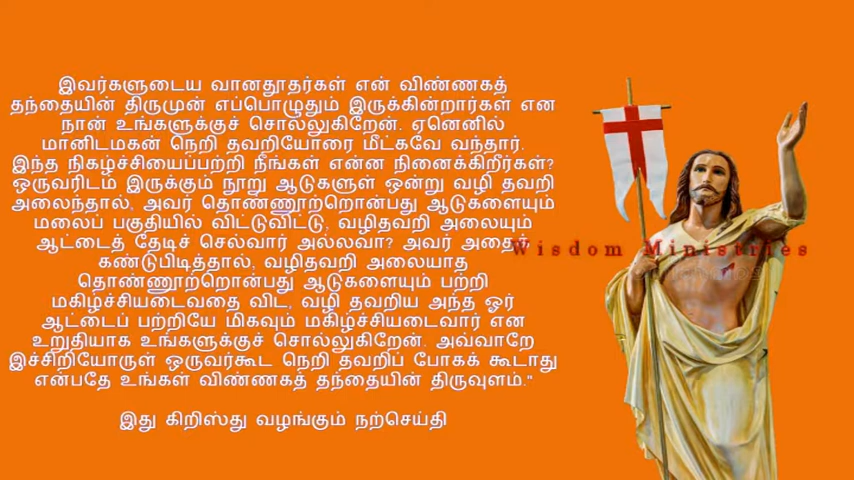 இவர்களுடைய வானதூதர்கள் என் விண்ணகத்
தந்தையின் திருமுன் எப்பொழுதும் இருக்கின்றார்கள் என
நான் உங்களுக்குச் சொல்லுகிறேன். ஏனெனில்
மானிடமகன் நெறி தவறியோரை மீட்கவே வந்தார்.
இந்த நிகழ்ச்சியைப்பற்றி நீங்கள் என்ன நினைக்கிறீர்கள்?
ஒருவரிடம் இருக்கும் நூறு ஆடுகளுள் ஒன்று வழி தவறி
அலைந்தால், அவர் தொண்ணூற்றொன்பது ஆடுகளையும்
மலைப் பகுதியில் விட்டுவிட்டு, வழிதவறி அலையும்
ஆட்டைத் தேடிச் செல்வார் அல்லவா? அவர் அதைக்
Wisdom Ministries
கண்டுபிடித்தால், வழிதவறி அலையாத
தொண்ணூற்றொன்பது ஆடுகளையும் பற்றி
மகிழ்ச்சியடைவதை விட, வழி தவறிய அந்த ஓர்
ஆட்டைப் பற்றியே மிகவும் மகிழ்ச்சியடைவார் என
உறுதியாக உங்களுக்குச் சொல்லுகிறேன். அவ்வாறே
இச்சிறியோருள் ஒருவர்கூட நெறி தவறிப் போகக் கூடாது
என்பதே உங்கள் விண்ணகத் தந்தையின் திருவுளம்."
இது கிறிஸ்து வழங்கும் நற்செய்தி